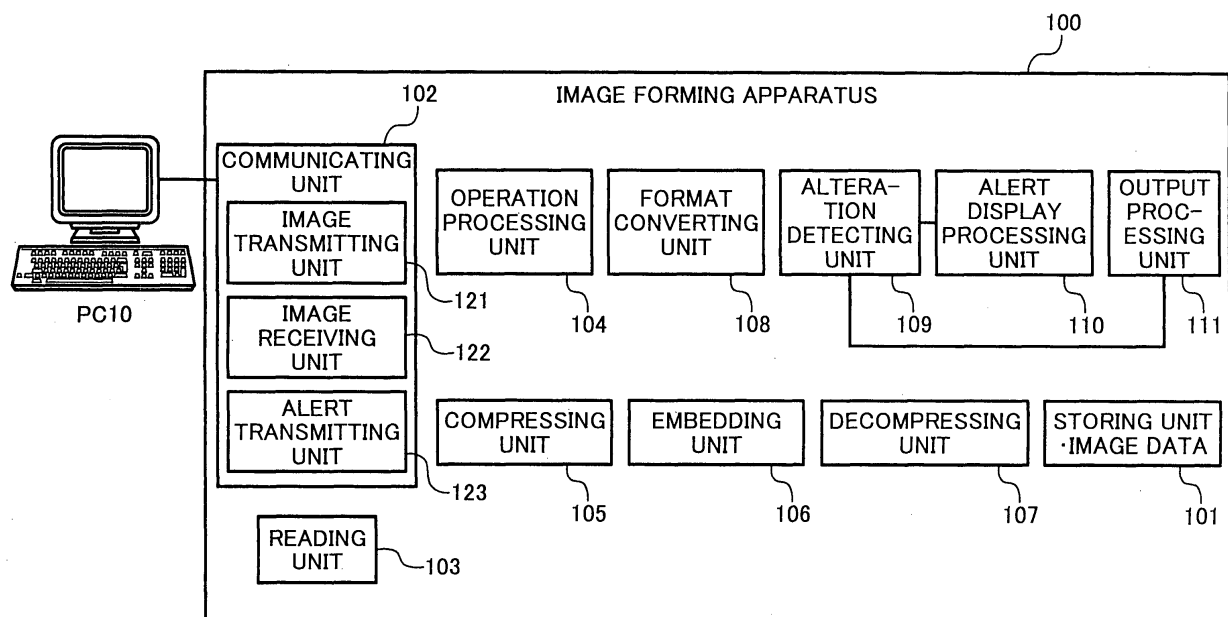 100
IMAGE FORMING APPARATUS
102
COMMUNICATING
UNIT
IMAGE
TRANSMITTING
UNIT
121
IMAGE
RECEIVING
UNIT
122
ALERT
TRANSMITTING
UNIT
123
PC10
OPERATION
PROCESSING
UNIT
104
FORMAT
CONVERTING
UNIT
108
ALTERA-
TION
DETECTING
UNIT
109
ALERT
DISPLAY
PROCESSING
UNIT
110
OUTPUT
PROC-
ESSING
UNIT
111
COMPRESSING
UNIT
105
EMBEDDING
UNIT
106
DECOMPRESSING
UNIT
107
STORING UNIT
·IMAGE DATA
101
READING
UNIT
103